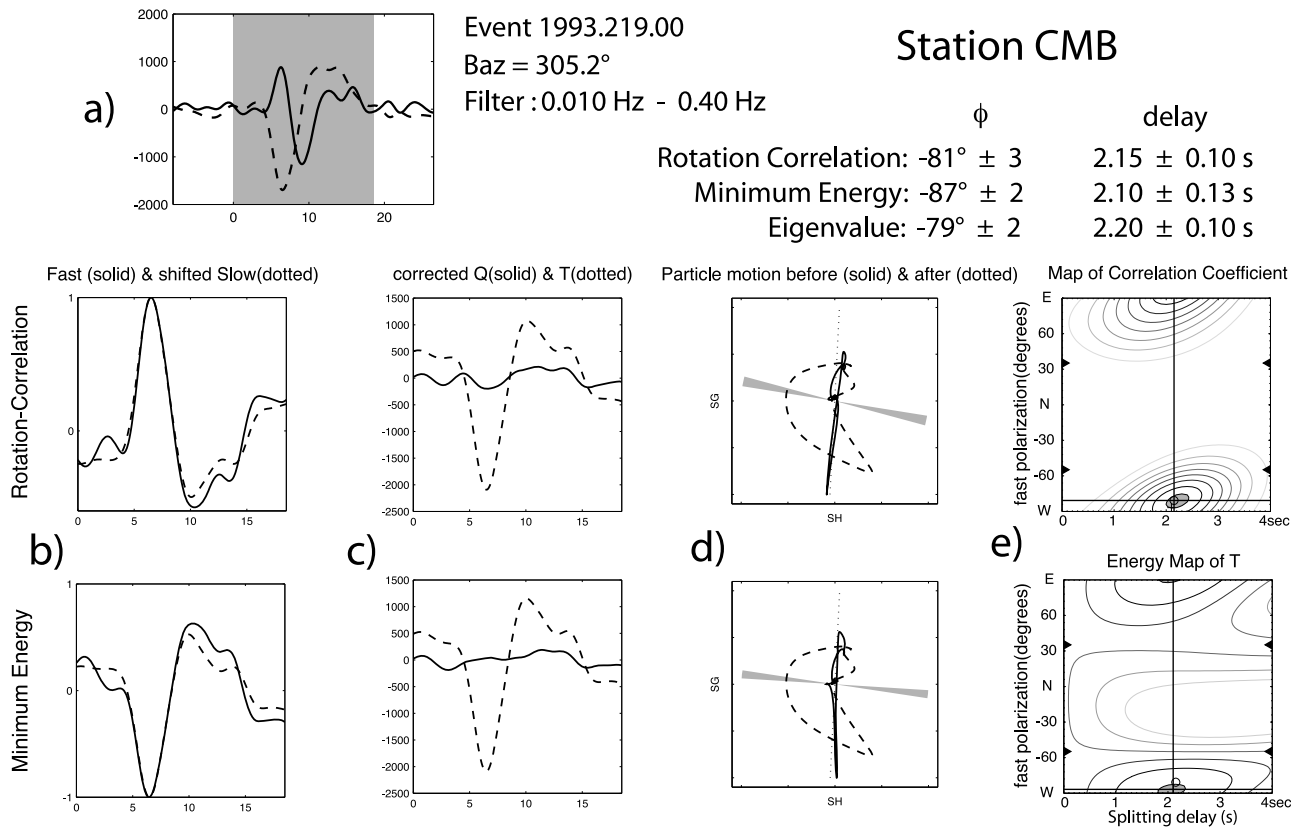 Event 1993.219.00
Baz = 305.2°
Filter : 0.010 Hz - 0.40 Hz
Station CMB
a)
2000
1000
0
-1000
-2000
0 10 20
ϕ delay
Rotation Correlation: -81° ± 3 2.15 ± 0.10 s
Minimum Energy: -87° ± 2 2.10 ± 0.13 s
Eigenvalue: -79° ± 2 2.20 ± 0.10 s
Rotation-Correlation
Fast (solid) & shifted Slow(dotted)
1
0
0 5 10 15
corrected Q(solid) & T(dotted)
1500
1000
500
0
-500
-1000
-1500
-2000
-2500
0 5 10 15
Particle motion before (solid) & after (dotted)
SG
SH
Map of Correlation Coefficient
fast polarization(degrees)
E
60
30
N
-30
-60
W
0 1 2 3 4sec
b)
c)
d)
e)
Minimum Energy
1
0
-1
0 5 10 15
1500
1000
500
0
-500
-1000
-1500
-2000
-2500
0 5 10 15
SG
SH
Energy Map of T
fast polarization(degrees)
E
60
30
N
-30
-60
W
0 1 2 3 4sec
Splitting delay (s)